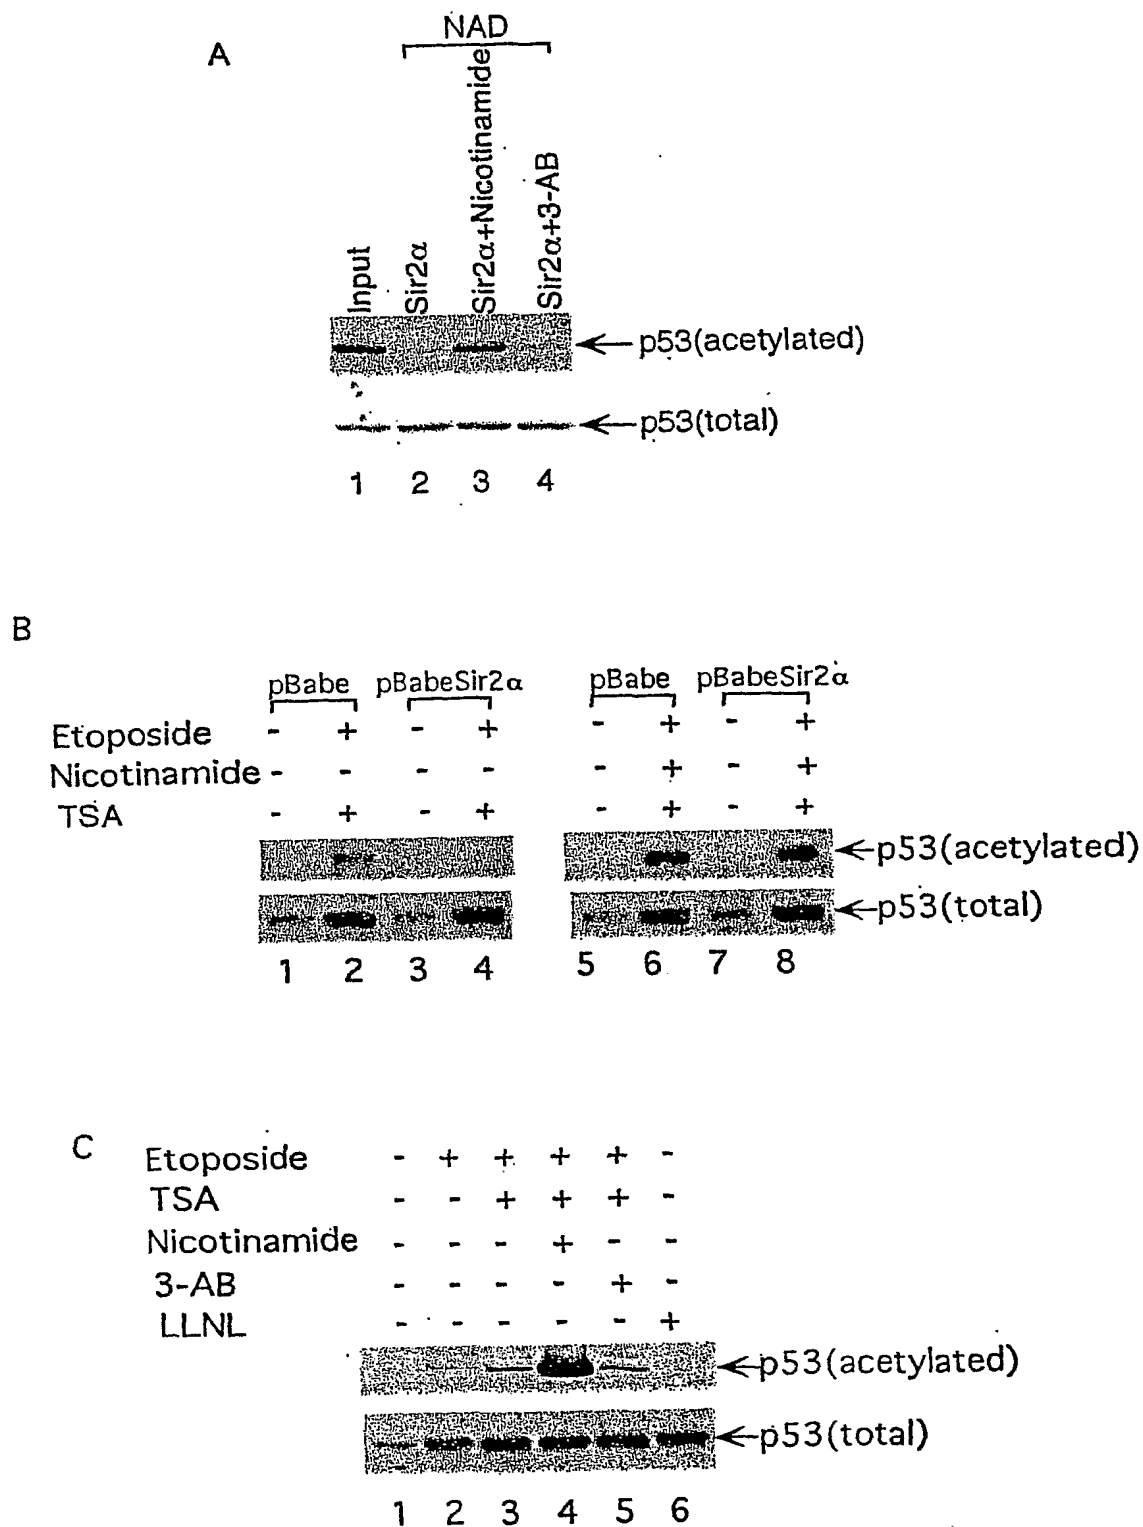 A
NAD
Input
Sir2α
Sir2α+Nicotinamide
Sir2α+3-AB
p53(acetylated)
p53(total)
1 2 3 4
B
pBabe pBabeSir2α pBabe pBabeSir2α
Etoposide - + - + - + - +
Nicotinamide - - - - - + - +
TSA - + - + - + - +
p53(acetylated)
p53(total)
1 2 3 4 5 6 7 8
C
Etoposide - + + + + -
TSA - - + + + -
Nicotinamide - - - + - -
3-AB - - - - + -
LLNL - - - - - +
p53(acetylated)
p53(total)
1 2 3 4 5 6